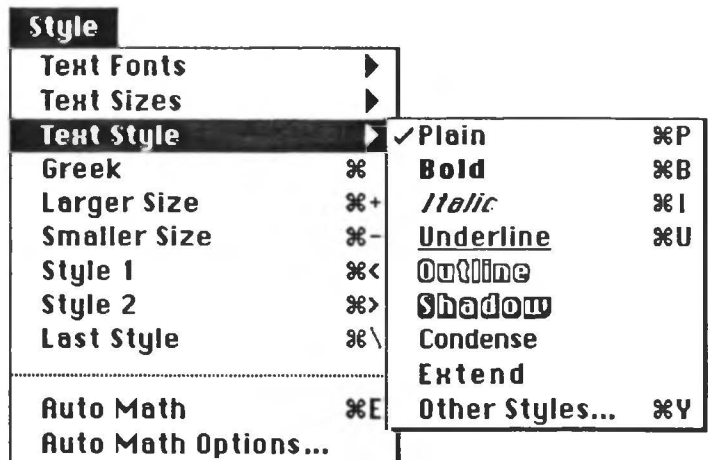 Style
Text Fonts ▶
Text Sizes ▶
Text Style ▶
Greek ⌘
Larger Size ⌘+
Smaller Size ⌘-
Style 1 ⌘<
Style 2 ⌘>
Last Style ⌘\
Auto Math ⌘E
Auto Math Options...
✓Plain ⌘P
Bold ⌘B
Italic ⌘I
Underline ⌘U
Outline
Shadow
Condense
Extend
Other Styles... ⌘Y